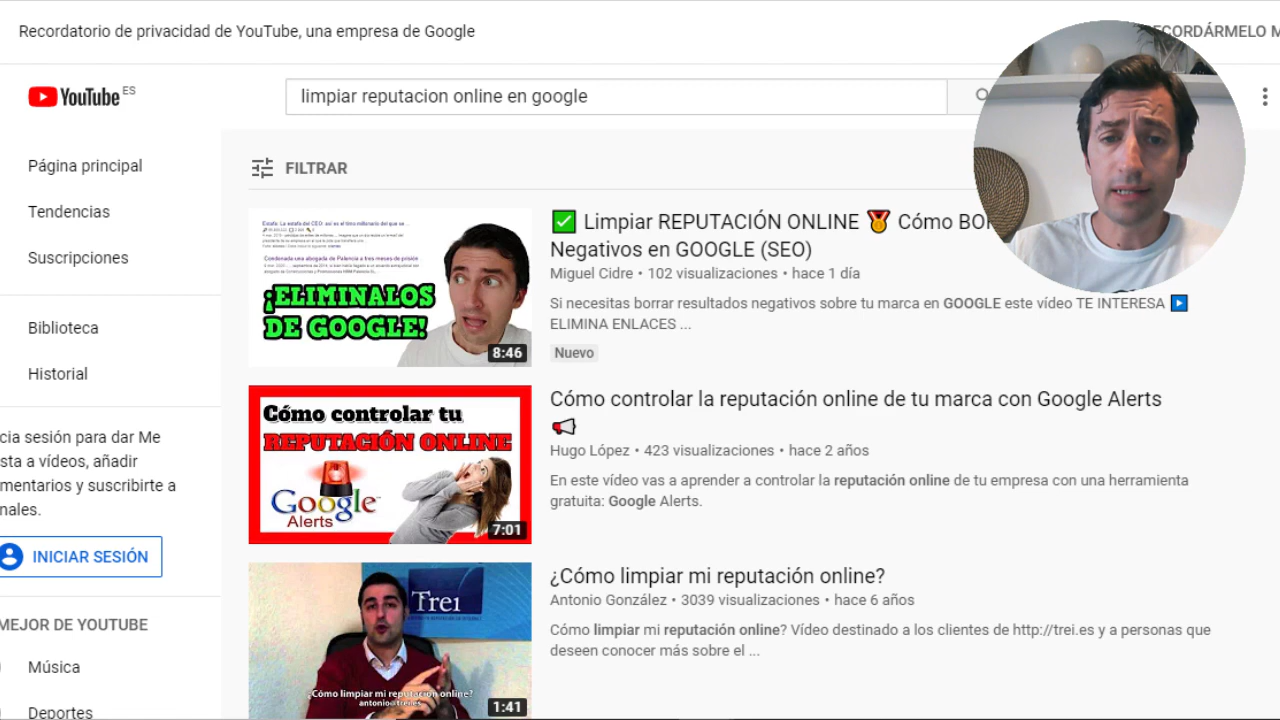 Recordatorio de privacidad de YouTube, una empresa de Google
ECORDÁRMELO M
YouTube ES
limpiar reputacion online en google
Página principal
Tendencias
Suscripciones
Biblioteca
Historial
cia sesión para dar Me
sta a vídeos, añadir
mentarios y suscribirte a
nales.
INICIAR SESIÓN
MEJOR DE YOUTUBE
Música
Deportes
FILTRAR
¡ELIMINALOS
DE GOOGLE!
8:46
✅ Limpiar REPUTACIÓN ONLINE 🏅 Cómo BO
Negativos en GOOGLE (SEO)
Miguel Cidre • 102 visualizaciones • hace 1 día
Si necesitas borrar resultados negativos sobre tu marca en GOOGLE este vídeo TE INTERESA ▶
ELIMINA ENLACES ...
Nuevo
Cómo controlar tu
REPUTACIÓN ONLINE
Google
Alerts
7:01
Cómo controlar la reputación online de tu marca con Google Alerts
📢
Hugo López • 423 visualizaciones • hace 2 años
En este vídeo vas a aprender a controlar la reputación online de tu empresa con una herramienta
gratuita: Google Alerts.
Trei
¿Cómo limpiar mi reputación online?
antonio@trei.es
1:41
¿Cómo limpiar mi reputación online?
Antonio González • 3039 visualizaciones • hace 6 años
Cómo limpiar mi reputación online? Vídeo destinado a los clientes de http://trei.es y a personas que
deseen conocer más sobre el ...